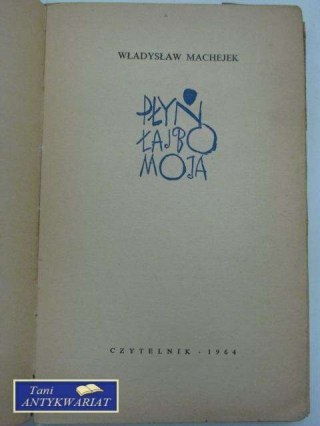 WŁADYSŁAW MACHEJEK
PŁYŃ
ŁAJBO
MOJA
CZYTELNIK · 1964
Tani
ANTYKWARIAT